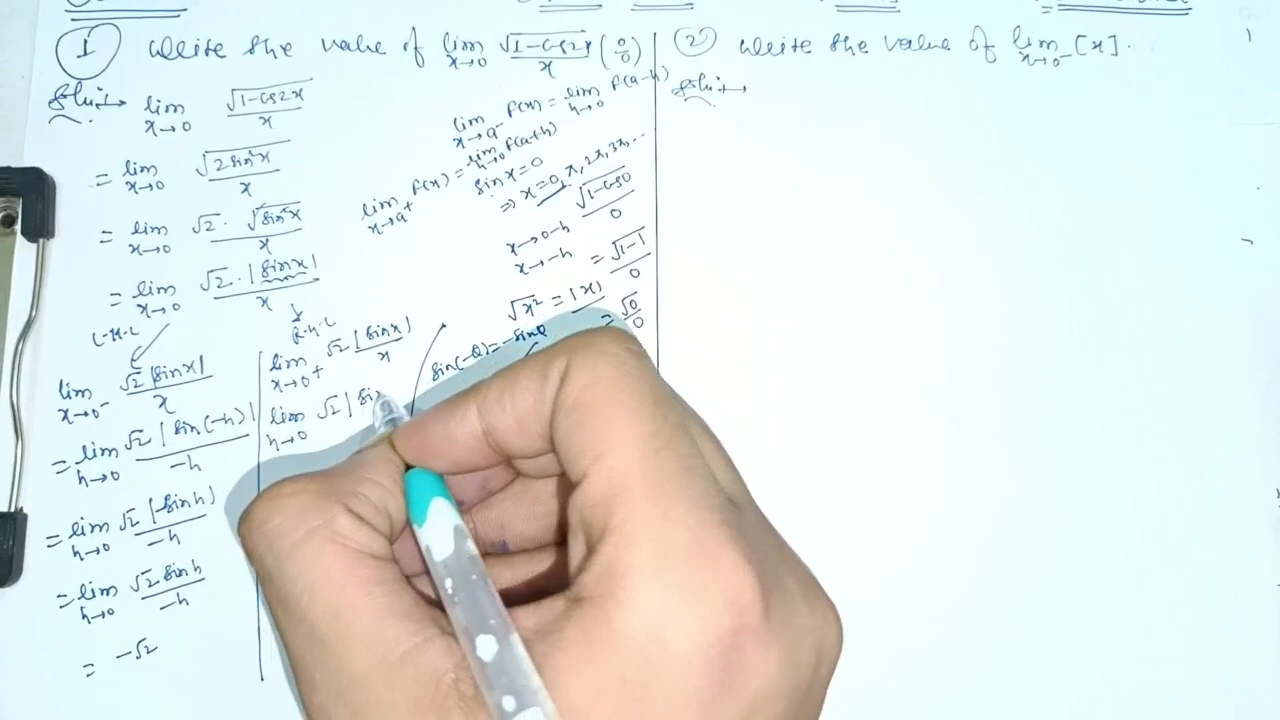 1 Write the value of lim x→0 √(1-cos2x)/x (0/0)
Soln:→ lim x→0 √(1-cos2x)/x
= lim x→0 √(2sin²x)/x
= lim x→0 √2·√(sin²x)/x
= lim x→0 √2·|sinx|/x
L-H-L
lim x→0⁻ √2|sinx|/x
= lim h→0 √2|sin(-h)|/-h
= lim h→0 √2|-sinh|/-h
= lim h→0 √2 sinh/-h
= -√2
R-H-L
lim x→0+ √2|sinx|/x
lim h→0 √2|sin
lim x→a⁻ f(x) = lim h→0 f(a-h)
lim x→a+ f(x) = lim h→0 f(a+h)
sinx=0
⇒ x=0,π,2π,3π,...
x→0-h
x→-h
√(1-cos0)/0
= √(1-1)/0
= √0/0
√x² = |x|
sin(-θ)=-sinθ
2 Write the value of lim x→0⁻ [x].
Soln:→